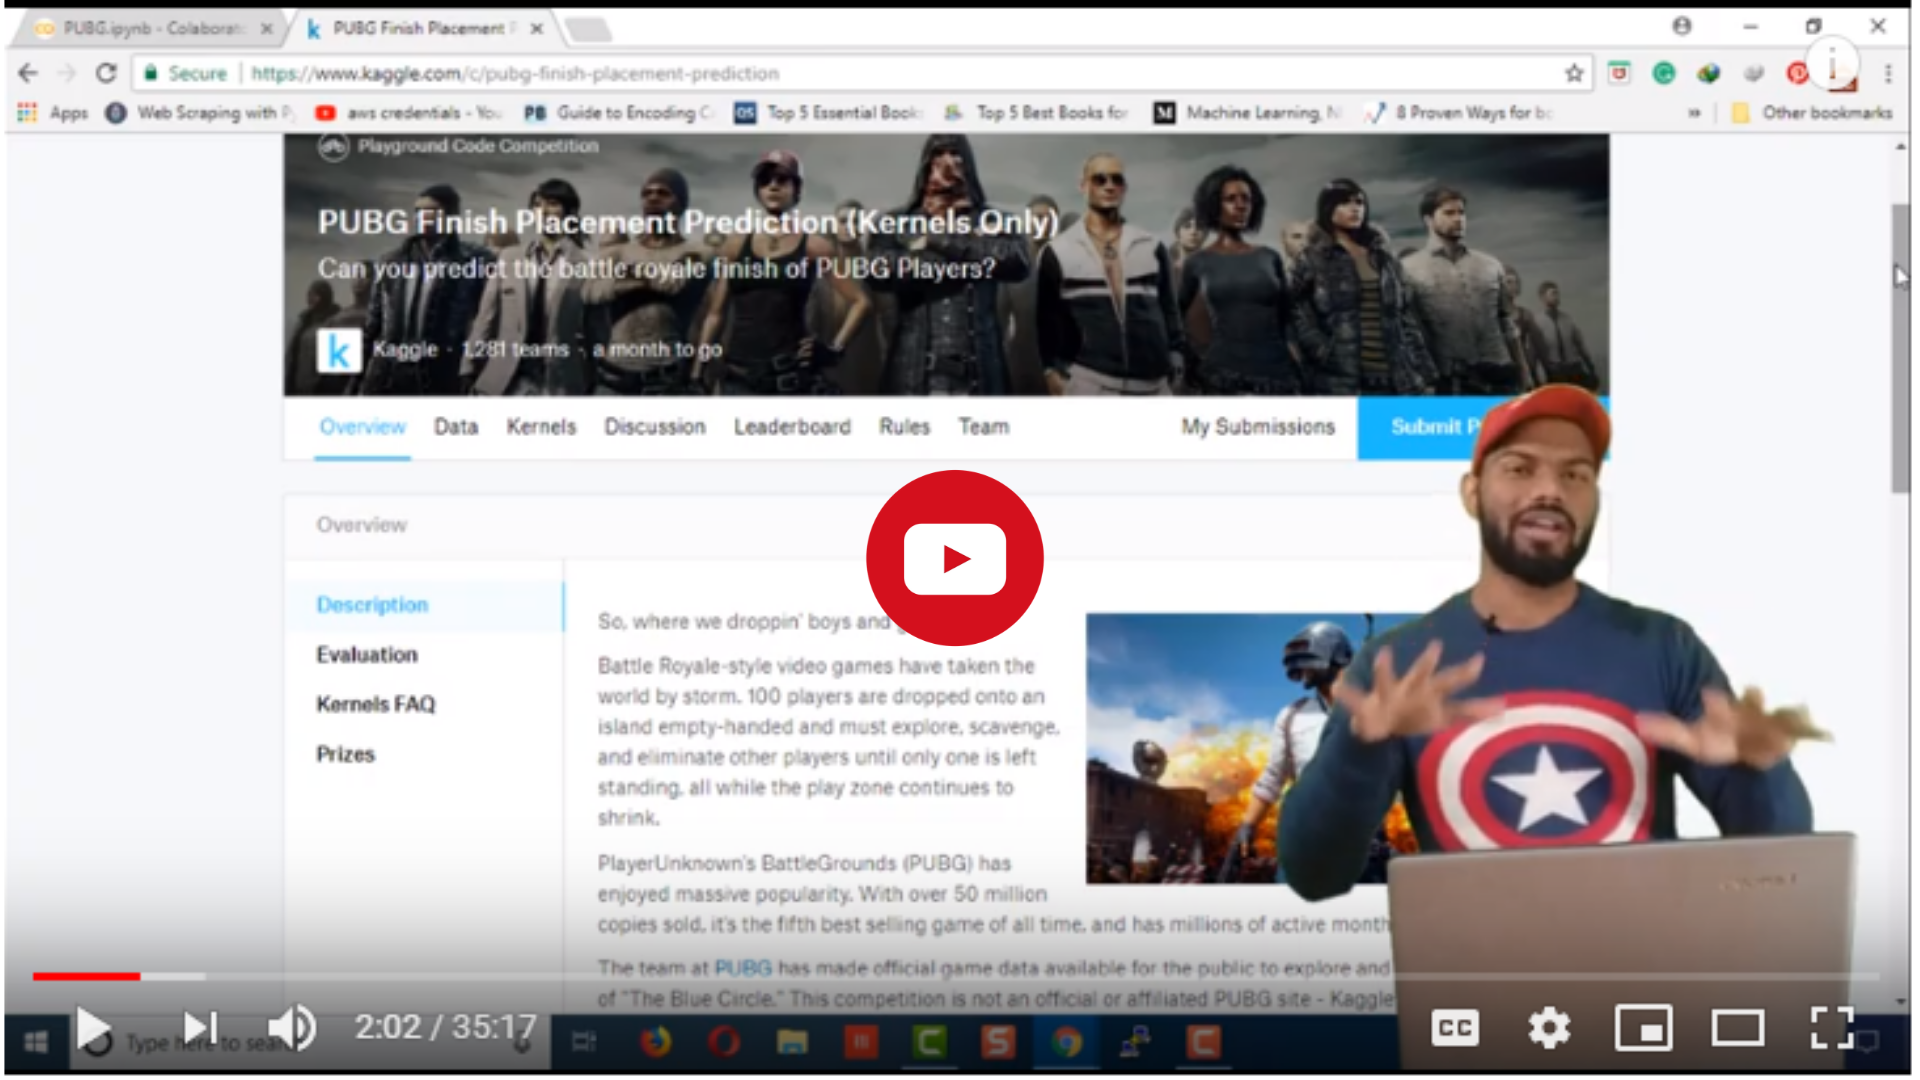 PUBG.ipynb - Colaborat
PUBG Finish Placement
Secure
https://www.kaggle.com/c/pubg-finish-placement-prediction
Apps
Web Scraping with
aws credentials - You
PB
Guide to Encoding C
OS
Top 5 Essential Book
Top 5 Best Books for
M
Machine Learning, N
8 Proven Ways for bo
Other bookmarks
Playground Code Competition
PUBG Finish Placement Prediction (Kernels Only)
Can you predict the battle royale finish of PUBG Players?
k
Kaggle - 1,281 teams - a month to go
Overview
Data
Kernels
Discussion
Leaderboard
Rules
Team
My Submissions
Submit P
Overview
Description
Evaluation
Kernels FAQ
Prizes
So, where we droppin' boys and
Battle Royale-style video games have taken the
world by storm. 100 players are dropped onto an
island empty-handed and must explore, scavenge,
and eliminate other players until only one is left
standing, all while the play zone continues to
shrink.
PlayerUnknown's BattleGrounds (PUBG) has
enjoyed massive popularity. With over 50 million
copies sold, it's the fifth best selling game of all time, and has millions of active month
The team at PUBG has made official game data available for the public to explore and
of "The Blue Circle." This competition is not an official or affiliated PUBG site - Kaggle
2:02 / 35:17
Type here to sear
CC